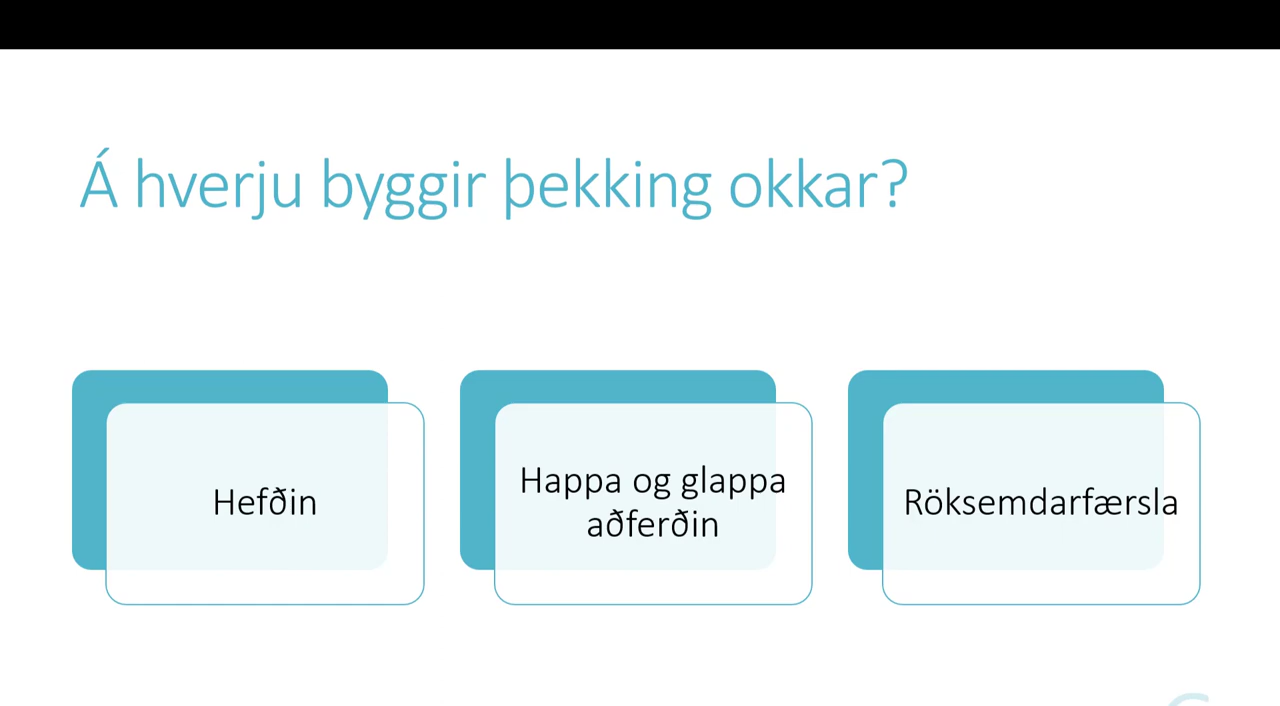 Á hverju byggir þekking okkar?
Hefðin
Happa og glappa
aðferðin
Röksemdarfærsla